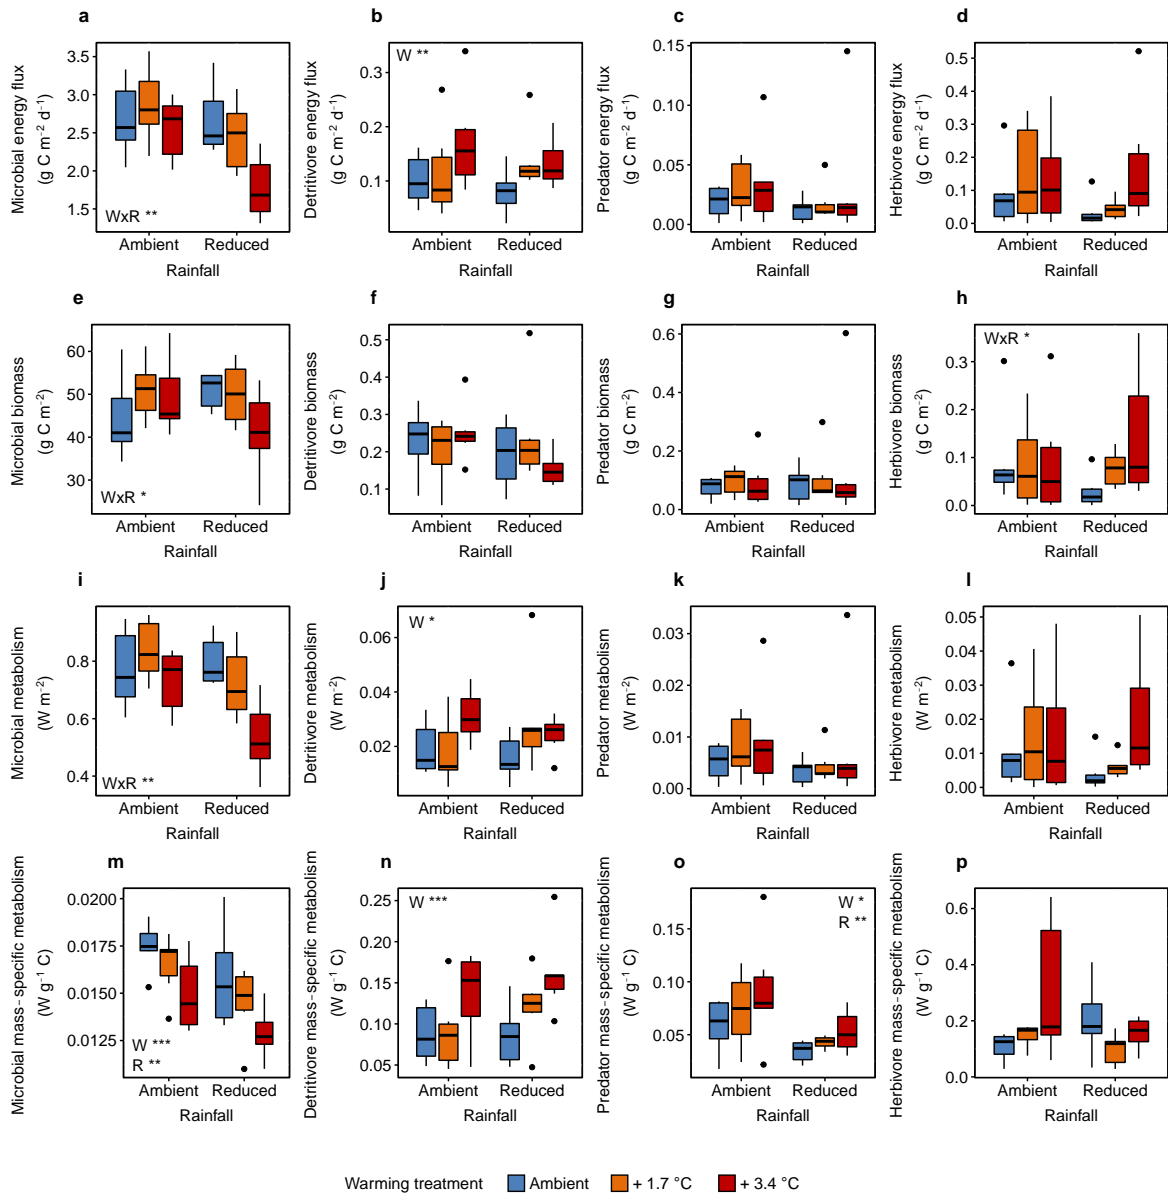 a
Microbial energy flux
(g C m⁻² d⁻¹)
3.5
3.0
2.5
2.0
1.5
WxR **
Ambient Reduced
Rainfall
b
Detritivore energy flux
(g C m⁻² d⁻¹)
W **
0.3
0.2
0.1
Ambient Reduced
Rainfall
c
Predator energy flux
(g C m⁻² d⁻¹)
0.15
0.10
0.05
0.00
Ambient Reduced
Rainfall
d
Herbivore energy flux
(g C m⁻² d⁻¹)
0.5
0.4
0.3
0.2
0.1
0.0
Ambient Reduced
Rainfall
e
Microbial biomass
(g C m⁻²)
60
50
40
30
WxR *
Ambient Reduced
Rainfall
f
Detritivore biomass
(g C m⁻²)
0.5
0.4
0.3
0.2
0.1
Ambient Reduced
Rainfall
g
Predator biomass
(g C m⁻²)
0.6
0.4
0.2
0.0
Ambient Reduced
Rainfall
h
Herbivore biomass
(g C m⁻²)
WxR *
0.3
0.2
0.1
0.0
Ambient Reduced
Rainfall
i
Microbial metabolism
(W m⁻²)
0.8
0.6
0.4
WxR **
Ambient Reduced
Rainfall
j
Detritivore metabolism
(W m⁻²)
W *
0.06
0.04
0.02
Ambient Reduced
Rainfall
k
Predator metabolism
(W m⁻²)
0.03
0.02
0.01
0.00
Ambient Reduced
Rainfall
l
Herbivore metabolism
(W m⁻²)
0.05
0.04
0.03
0.02
0.01
0.00
Ambient Reduced
Rainfall
m
Microbial mass-specific metabolism
(W g⁻¹ C)
0.0200
0.0175
0.0150
0.0125
W ***
R **
Ambient Reduced
Rainfall
n
Detritivore mass-specific metabolism
(W g⁻¹ C)
W ***
0.25
0.20
0.15
0.10
0.05
Ambient Reduced
Rainfall
o
Predator mass-specific metabolism
(W g⁻¹ C)
W *
R **
0.15
0.10
0.05
Ambient Reduced
Rainfall
p
Herbivore mass-specific metabolism
(W g⁻¹ C)
0.6
0.4
0.2
0.0
Ambient Reduced
Rainfall
Warming treatment Ambient + 1.7 °C + 3.4 °C